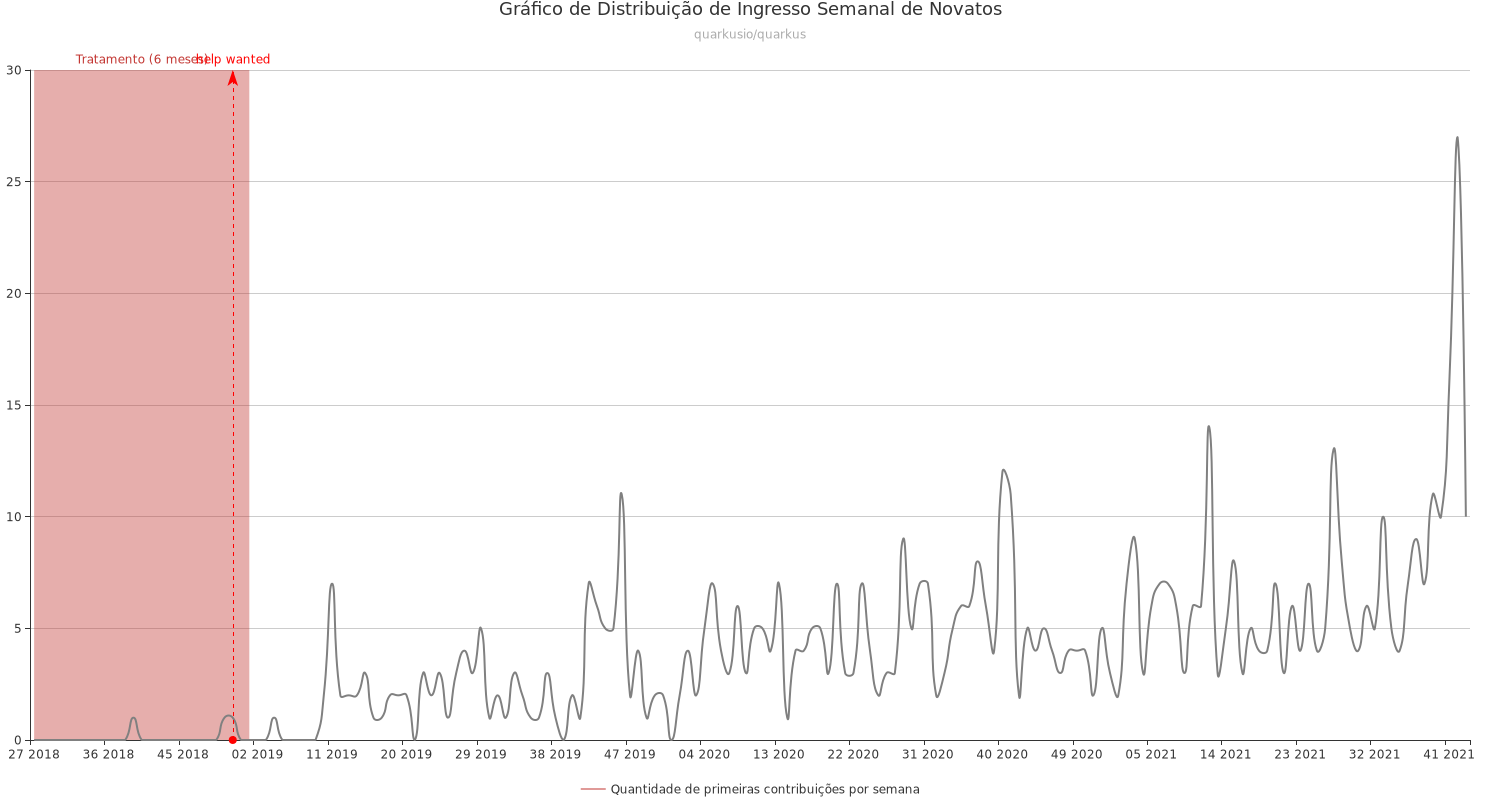 Gráfico de Distribuição de Ingresso Semanal de Novatos
quarkusio/quarkus
Tratamento (6 meses) help wanted
30
25
20
15
10
5
0
27 2018 36 2018 45 2018 02 2019 11 2019 20 2019 29 2019 38 2019 47 2019 04 2020 13 2020 22 2020 31 2020 40 2020 49 2020 05 2021 14 2021 23 2021 32 2021 41 2021
Quantidade de primeiras contribuições por semana